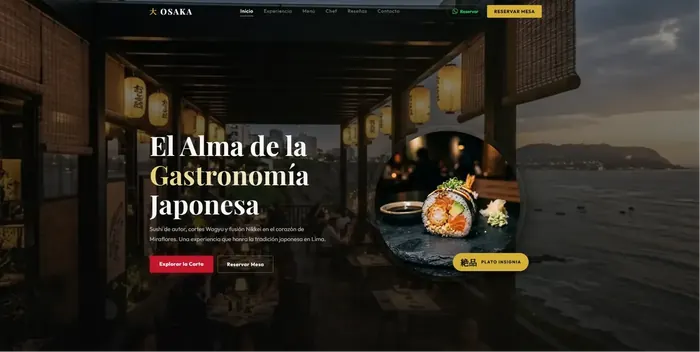 大 OSAKA
Inicio Experiencia Menú Chef Reseñas Contacto
Reservar
RESERVAR MESA
El Alma de la
Gastronomía
Japonesa
Sushi de autor, cortes Wagyu y fusión Nikkei en el corazón de
Miraflores. Una experiencia que honra la tradición japonesa en Lima.
Explorar la Carta
Reservar Mesa
絶品 PLATO INSIGNIA